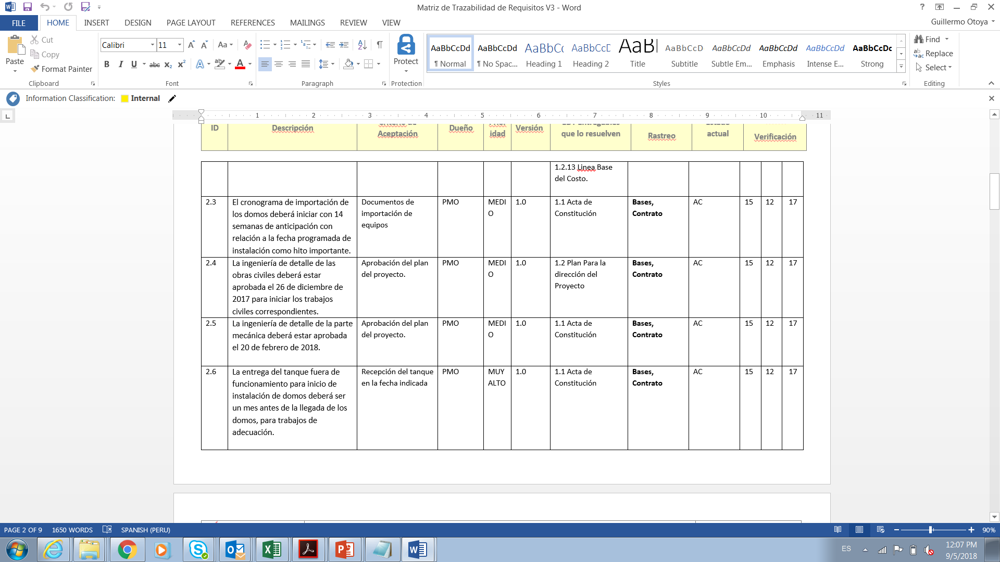 Matriz de Trazabilidad de Requisitos V3 - Word
FILE HOME INSERT DESIGN PAGE LAYOUT REFERENCES MAILINGS REVIEW VIEW
Guillermo Otoya
Paste
Cut
Copy
Format Painter
Clipboard
Calibri 11
Font
Paragraph
Protect
Protection
AaBbCcDd ¶ Normal
AaBbCcDd ¶ No Spac...
AaBbCc Heading 1
AaBbCcD Heading 2
AaB Title
AaBbCcD Subtitle
AaBbCcDd Subtle Em...
AaBbCcDd Emphasis
AaBbCcDd Intense E...
AaBbCcDc Strong
Styles
Find
Replace
Select
Editing
Information Classification: Internal
1 2 3 4 5 6 7 8 9 10 11
ID
Descripción
Aceptación
Dueño
idad
Versión
que lo resuelven
Rastreo
actual
Verificación
1.2.13 Linea Base
del Costo.
2.3
El cronograma de importación de
los domos deberá iniciar con 14
semanas de anticipación con
relación a la fecha programada de
instalación como hito importante.
Documentos de
importación de
equipos
PMO
MEDI
O
1.0
1.1 Acta de
Constitución
Bases,
Contrato
AC
15 12 17
2.4
La ingeniería de detalle de las
obras civiles deberá estar
aprobada el 26 de diciembre de
2017 para iniciar los trabajos
civiles correspondientes.
Aprobación del plan
del proyecto.
PMO
MEDI
O
1.0
1.2 Plan Para la
dirección del
Proyecto
Bases,
Contrato
AC
15 12 17
2.5
La ingeniería de detalle de la parte
mecánica deberá estar aprobada
el 20 de febrero de 2018.
Aprobación del plan
del proyecto.
PMO
MEDI
O
1.0
1.1 Acta de
Constitución
Bases,
Contrato
AC
15 12 17
2.6
La entrega del tanque fuera de
funcionamiento para inicio de
instalación de domos deberá ser
un mes antes de la llegada de los
domos, para trabajos de
adecuación.
Recepción del tanque
en la fecha indicada
PMO
MUY
ALTO
1.0
1.1 Acta de
Constitución
Bases,
Contrato
AC
15 12 17
PAGE 2 OF 9 1650 WORDS SPANISH (PERU)
90%
ES
12:07 PM
9/5/2018